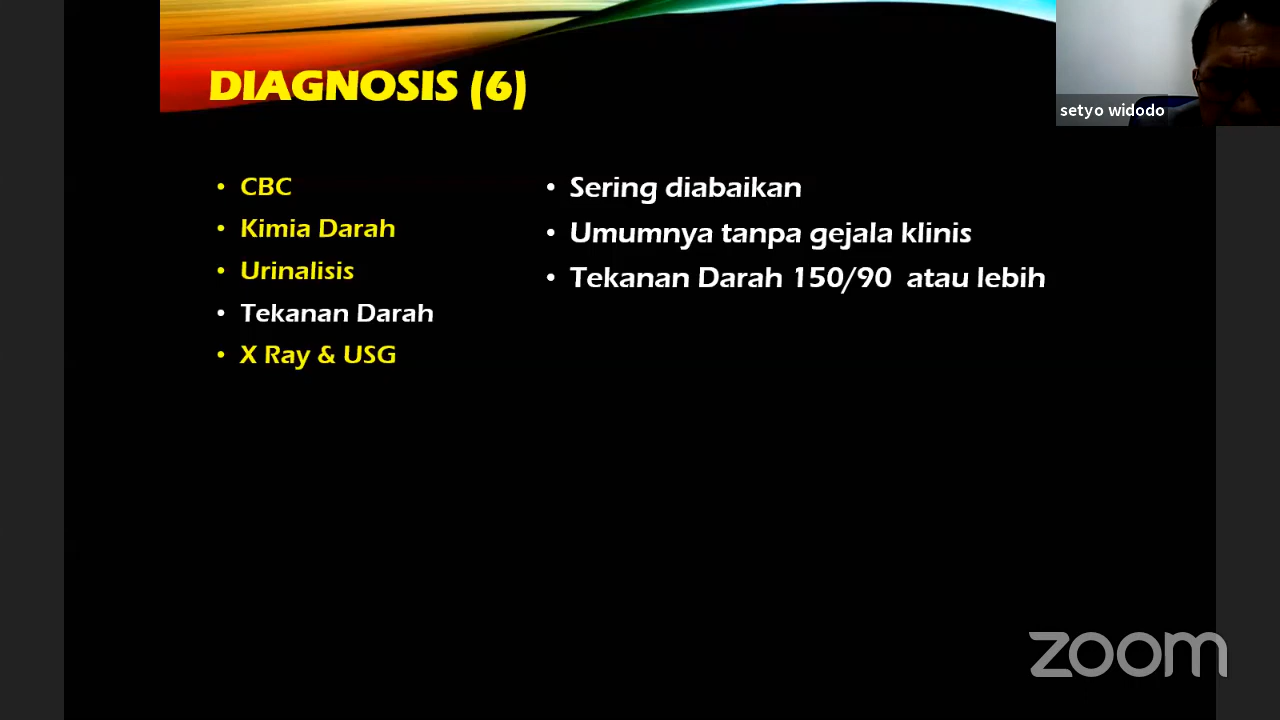 DIAGNOSIS (6)
setyo widodo
• CBC
• Kimia Darah
• Urinalisis
• Tekanan Darah
• X Ray & USG
• Sering diabaikan
• Umumnya tanpa gejala klinis
• Tekanan Darah 150/90 atau lebih
zoom